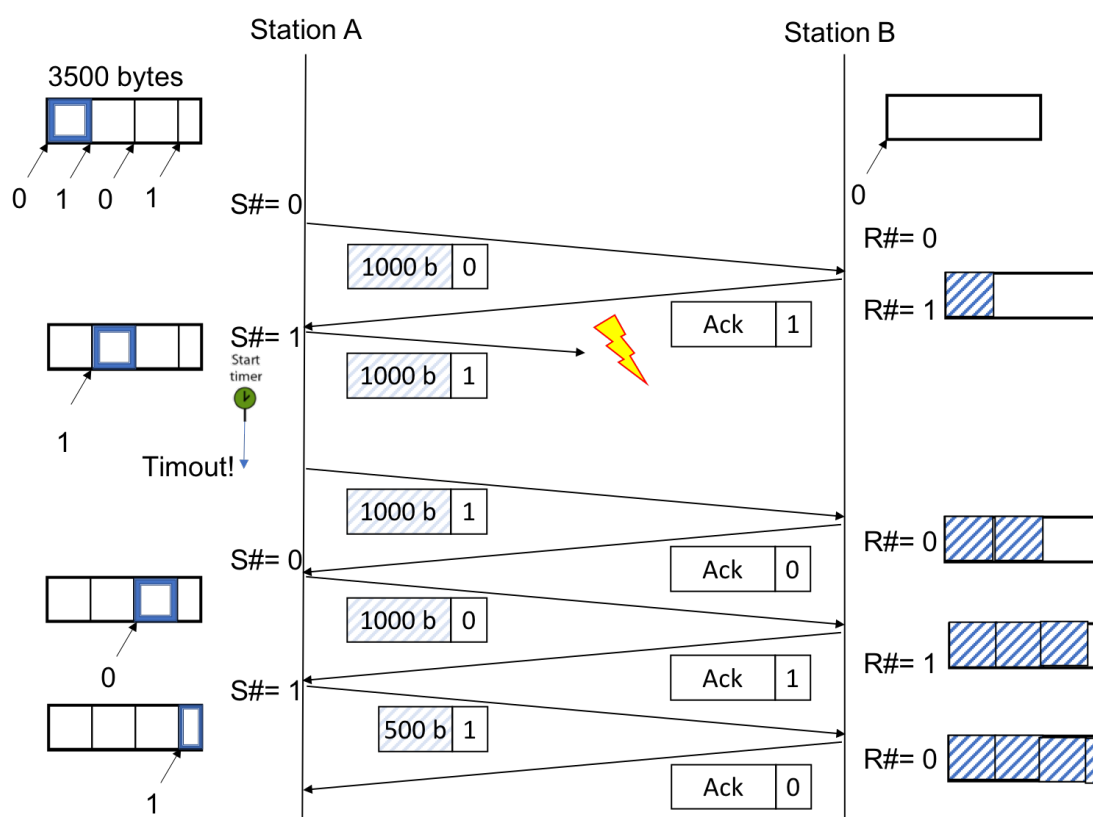 Station A
Station B
3500 bytes
0 1 0 1
0
S#= 0
R#= 0
1000 b 0
R#= 1
Ack 1
S#= 1
Start
timer
1000 b 1
1
Timout!
1000 b 1
R#= 0
S#= 0
Ack 0
1000 b 0
0
R#= 1
Ack 1
S#= 1
500 b 1
R#= 0
Ack 0
1